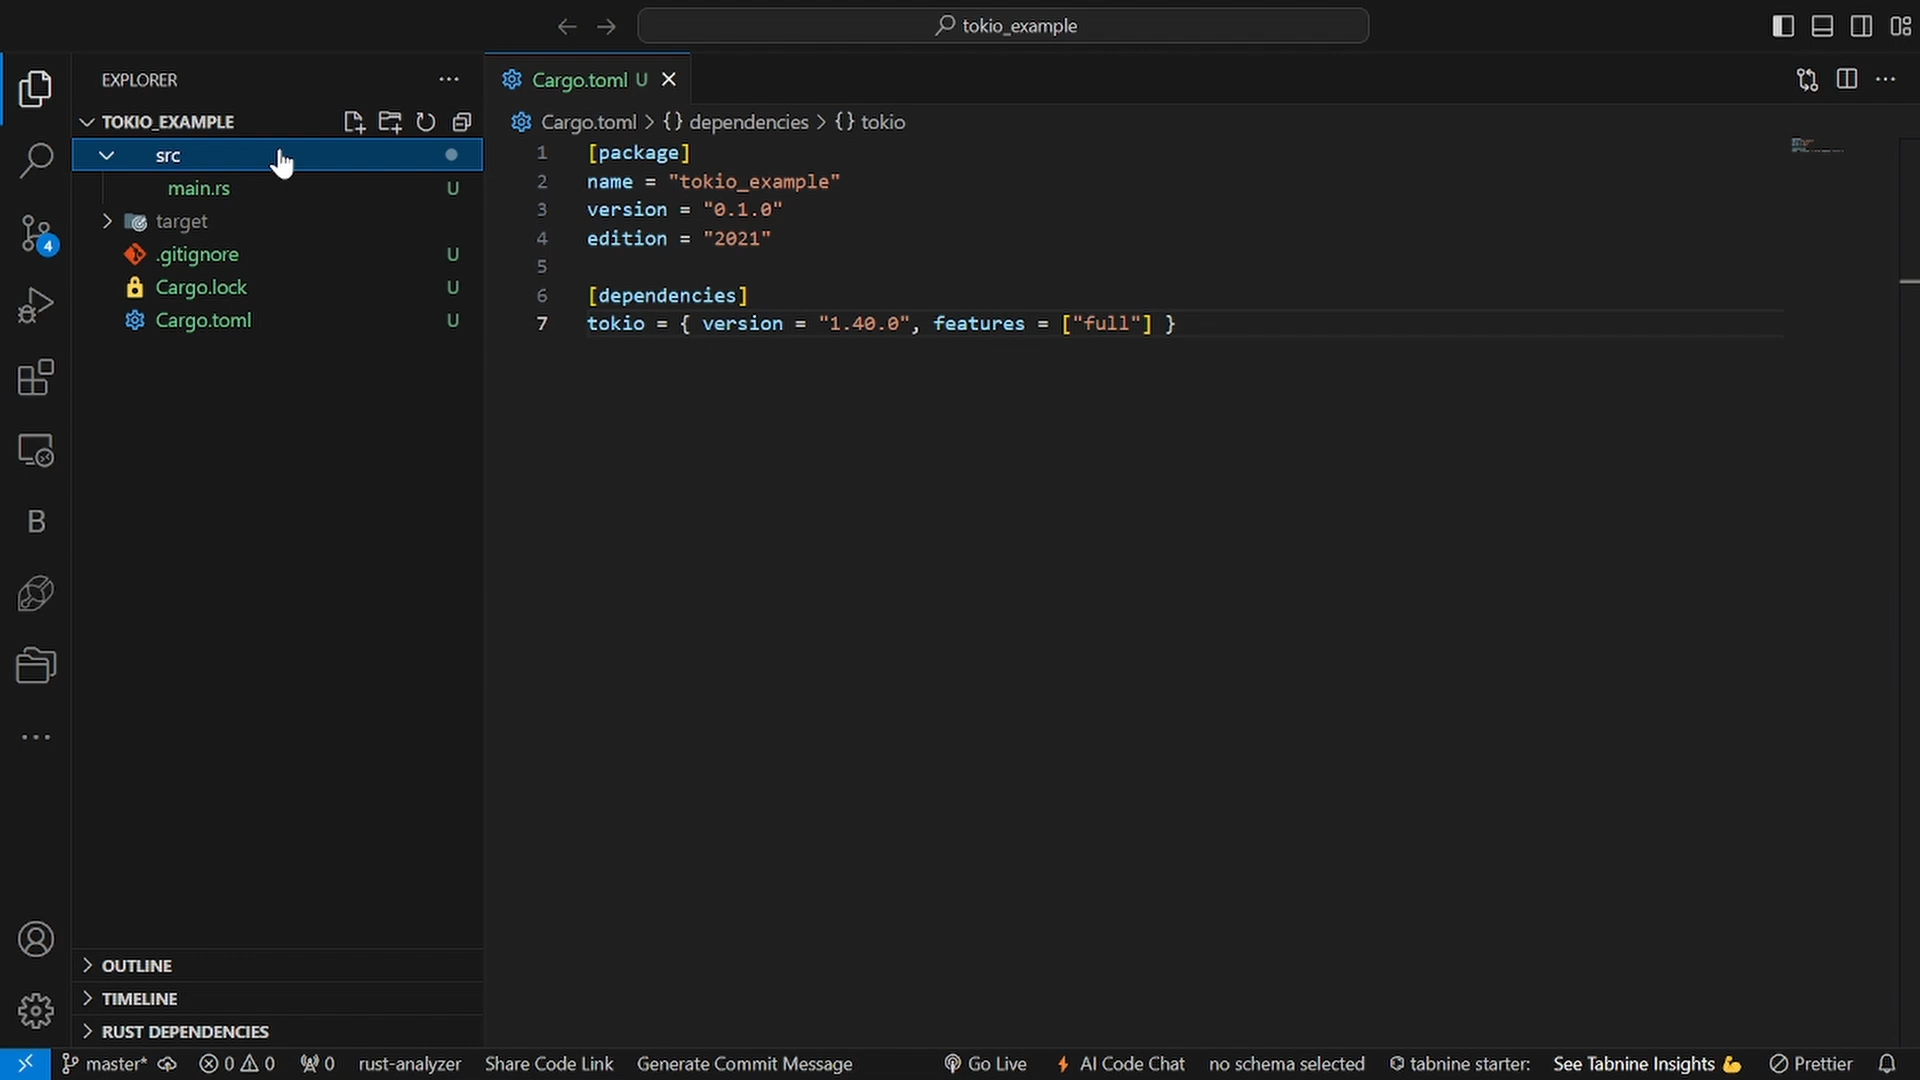 tokio_example
EXPLORER
TOKIO_EXAMPLE
src
main.rs U
target
.gitignore U
Cargo.lock U
Cargo.toml U
OUTLINE
TIMELINE
RUST DEPENDENCIES
4
B
Cargo.toml U
Cargo.toml > {} dependencies > {} tokio
1 [package]
2 name = "tokio_example"
3 version = "0.1.0"
4 edition = "2021"
5
6 [dependencies]
7 tokio = { version = "1.40.0", features = ["full"] }
master* 0 0 0 rust-analyzer Share Code Link Generate Commit Message Go Live AI Code Chat no schema selected tabnine starter: See Tabnine Insights Prettier